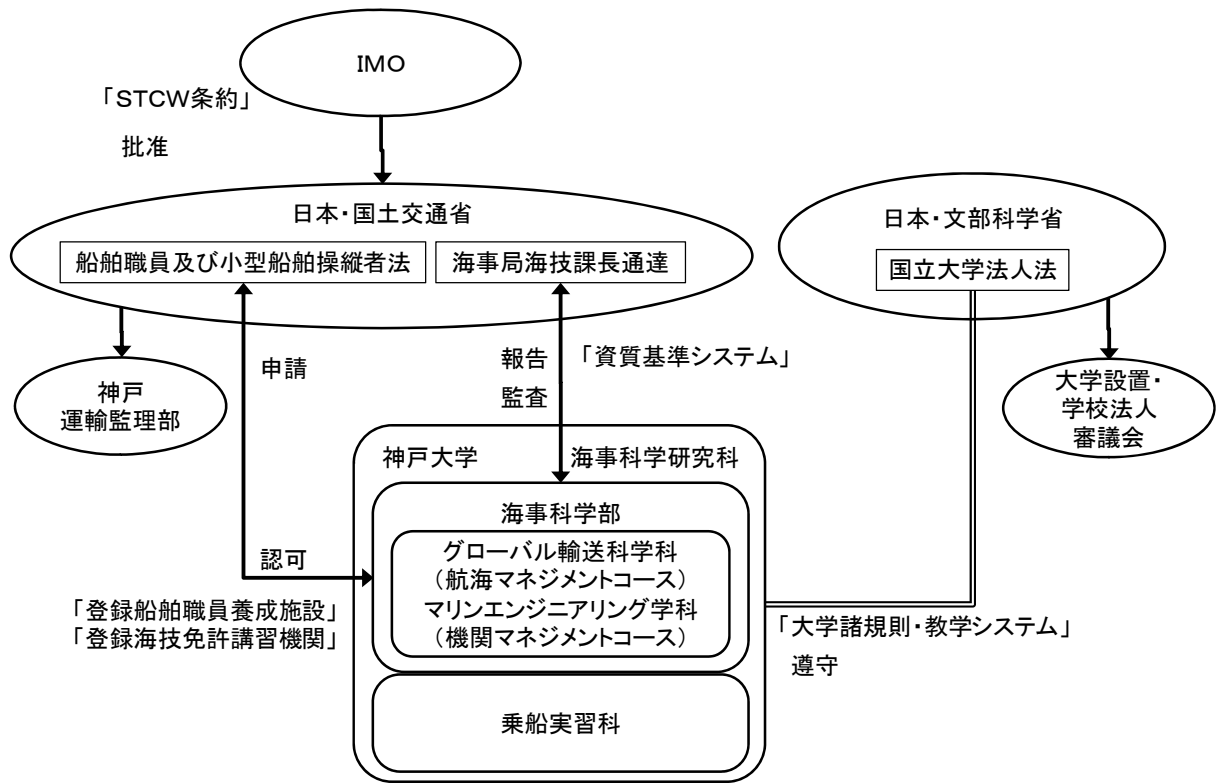 IMO
「STCW条約」
批准
日本・国土交通省
船舶職員及び小型船舶操縦者法
海事局海技課長通達
日本・文部科学省
国立大学法人法
神戸
運輸監理部
申請
報告
監査
「資質基準システム」
大学設置・
学校法人
審議会
神戸大学
海事科学研究科
海事科学部
グローバル輸送科学科
(航海マネジメントコース)
マリンエンジニアリング学科
(機関マネジメントコース)
認可
「登録船舶職員養成施設」
「登録海技免許講習機関」
「大学諸規則・教学システム」
遵守
乗船実習科